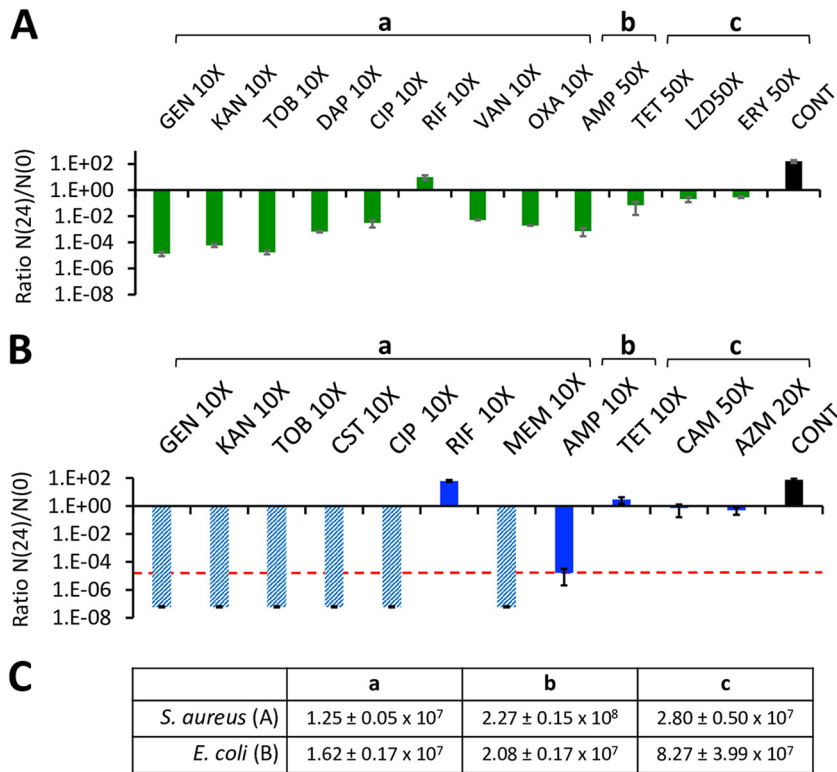 A
a b c
GEN 10X KAN 10X TOB 10X DAP 10X CIP 10X RIF 10X VAN 10X OXA 10X AMP 50X TET 50X LZD50X ERY 50X CONT
Ratio N(24)/N(0)
1.E+02
1.E+00
1.E-02
1.E-04
1.E-06
1.E-08
B
a b c
GEN 10X KAN 10X TOB 10X CST 10X CIP 10X RIF 10X MEM 10X AMP 10X TET 10X CAM 50X AZM 20X CONT
Ratio N(24)/N(0)
1.E+02
1.E+00
1.E-02
1.E-04
1.E-06
1.E-08
C
a b c
S. aureus (A) 1.25 ± 0.05 x 10⁷ 2.27 ± 0.15 x 10⁸ 2.80 ± 0.50 x 10⁷
E. coli (B) 1.62 ± 0.17 x 10⁷ 2.08 ± 0.17 x 10⁷ 8.27 ± 3.99 x 10⁷